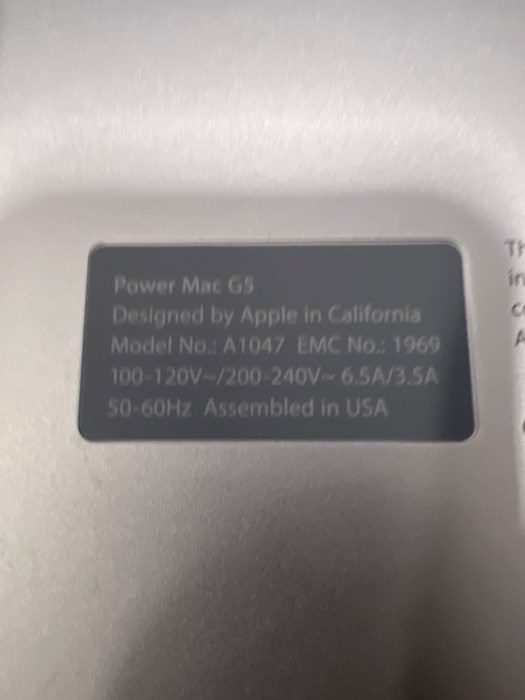 Power Mac G5
Designed by Apple in California
Model No.: A1047 EMC No.: 1969
100-120V~/200-240V~ 6.5A/3.5A
50-60Hz Assembled in USA